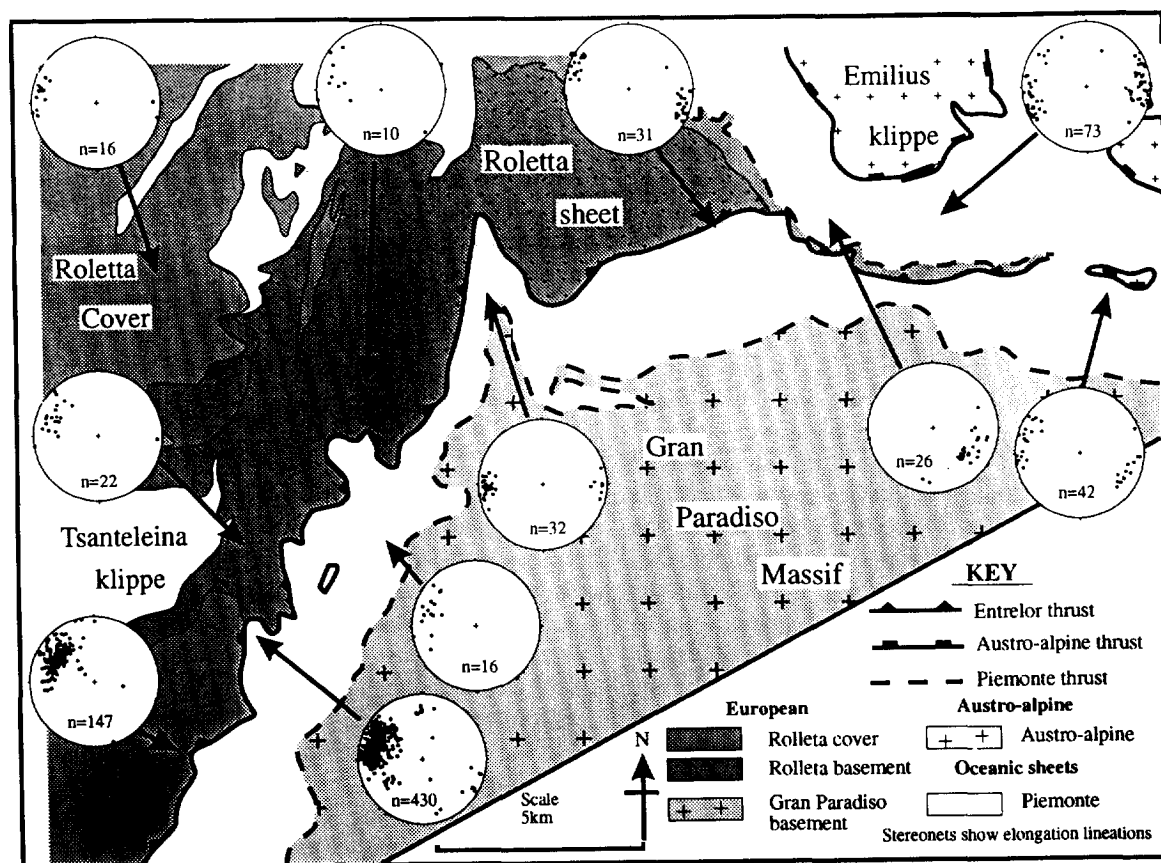 n=16
n=10
n=31
n=73
Emilius
klippe
Roletta
sheet
Roletta
Cover
n=22
Tsanteleina
klippe
n=147
n=32
n=16
n=430
n=26
n=42
Gran
Paradiso
Massif
KEY
Entrelor thrust
Austro-alpine thrust
Piemonte thrust
European
Rolleta cover
Rolleta basement
Gran Paradiso
basement
Austro-alpine
Austro-alpine
Oceanic sheets
Piemonte
Stereonets show elongation lineations
N
Scale
5km